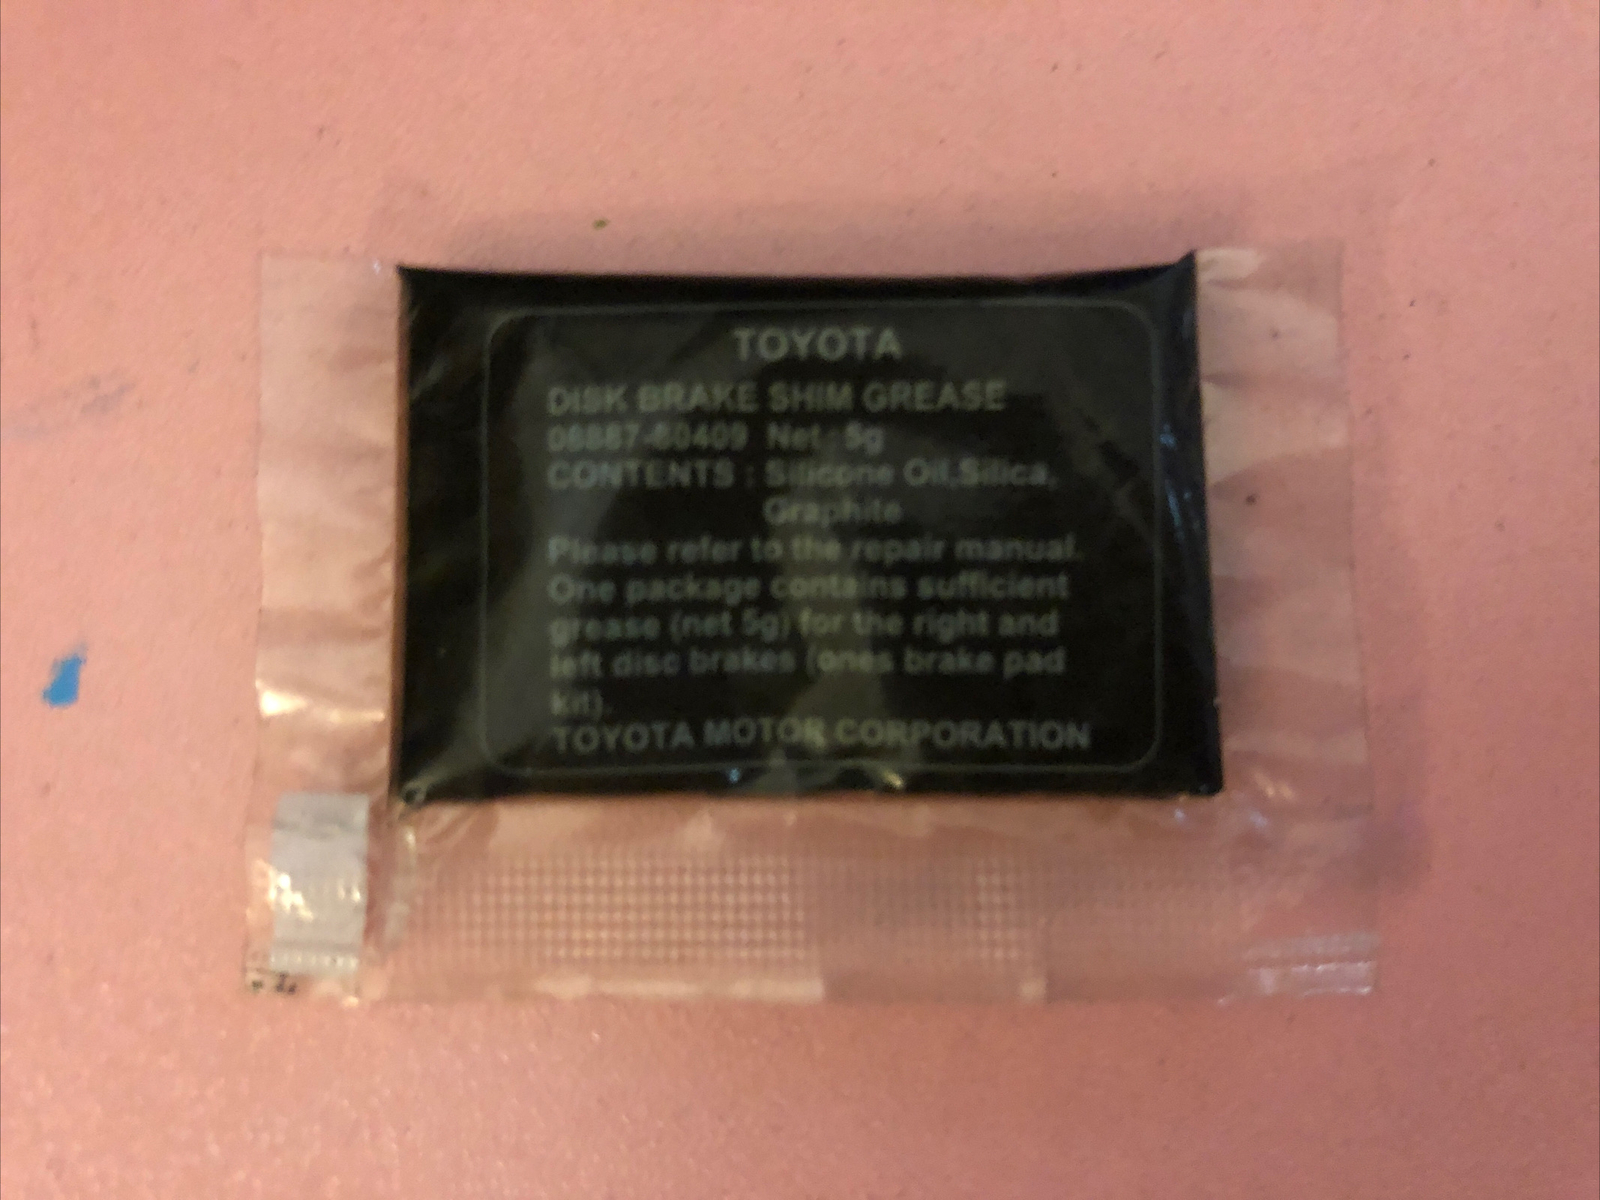 TOYOTA
DISK BRAKE SHIM GREASE
08887-80409 Net : 5g
CONTENTS : Silicone Oil,Silica,
Graphite
Please refer to the repair manual.
One package contains sufficient
grease (net 5g) for the right and
left disc brakes (ones brake pad
kit).
TOYOTA MOTOR CORPORATION